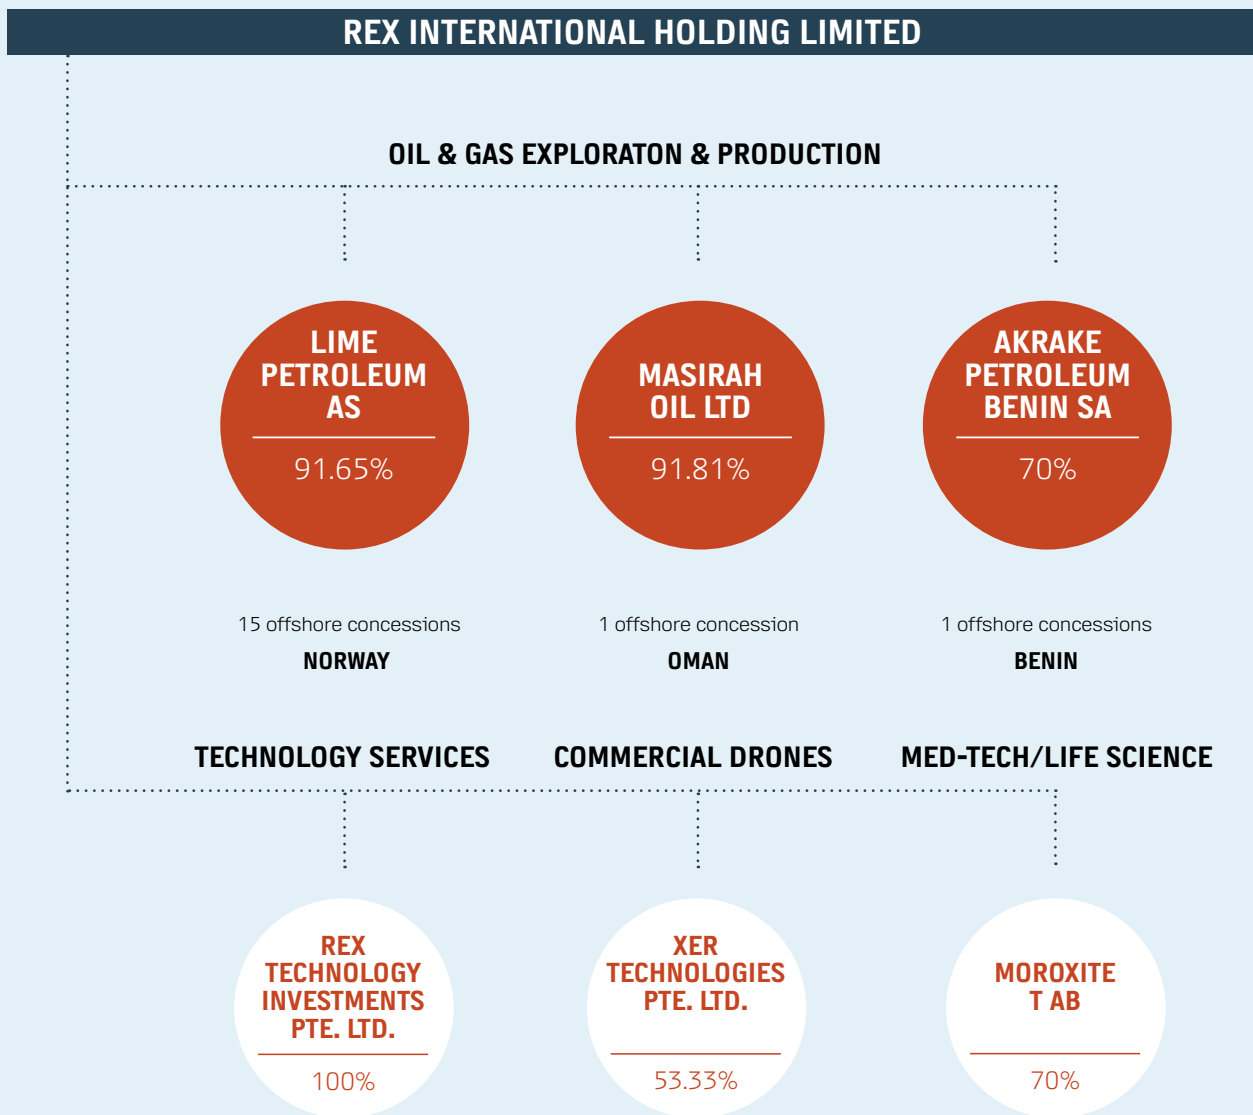 REX INTERNATIONAL HOLDING LIMITED
OIL & GAS EXPLORATON & PRODUCTION
LIME
PETROLEUM
AS
91.65%
MASIRAH
OIL LTD
91.81%
AKRAKE
PETROLEUM
BENIN SA
70%
15 offshore concessions
NORWAY
1 offshore concession
OMAN
1 offshore concessions
BENIN
TECHNOLOGY SERVICES
COMMERCIAL DRONES
MED-TECH/LIFE SCIENCE
REX
TECHNOLOGY
INVESTMENTS
PTE. LTD.
100%
XER
TECHNOLOGIES
PTE. LTD.
53.33%
MOROXITE
T AB
70%